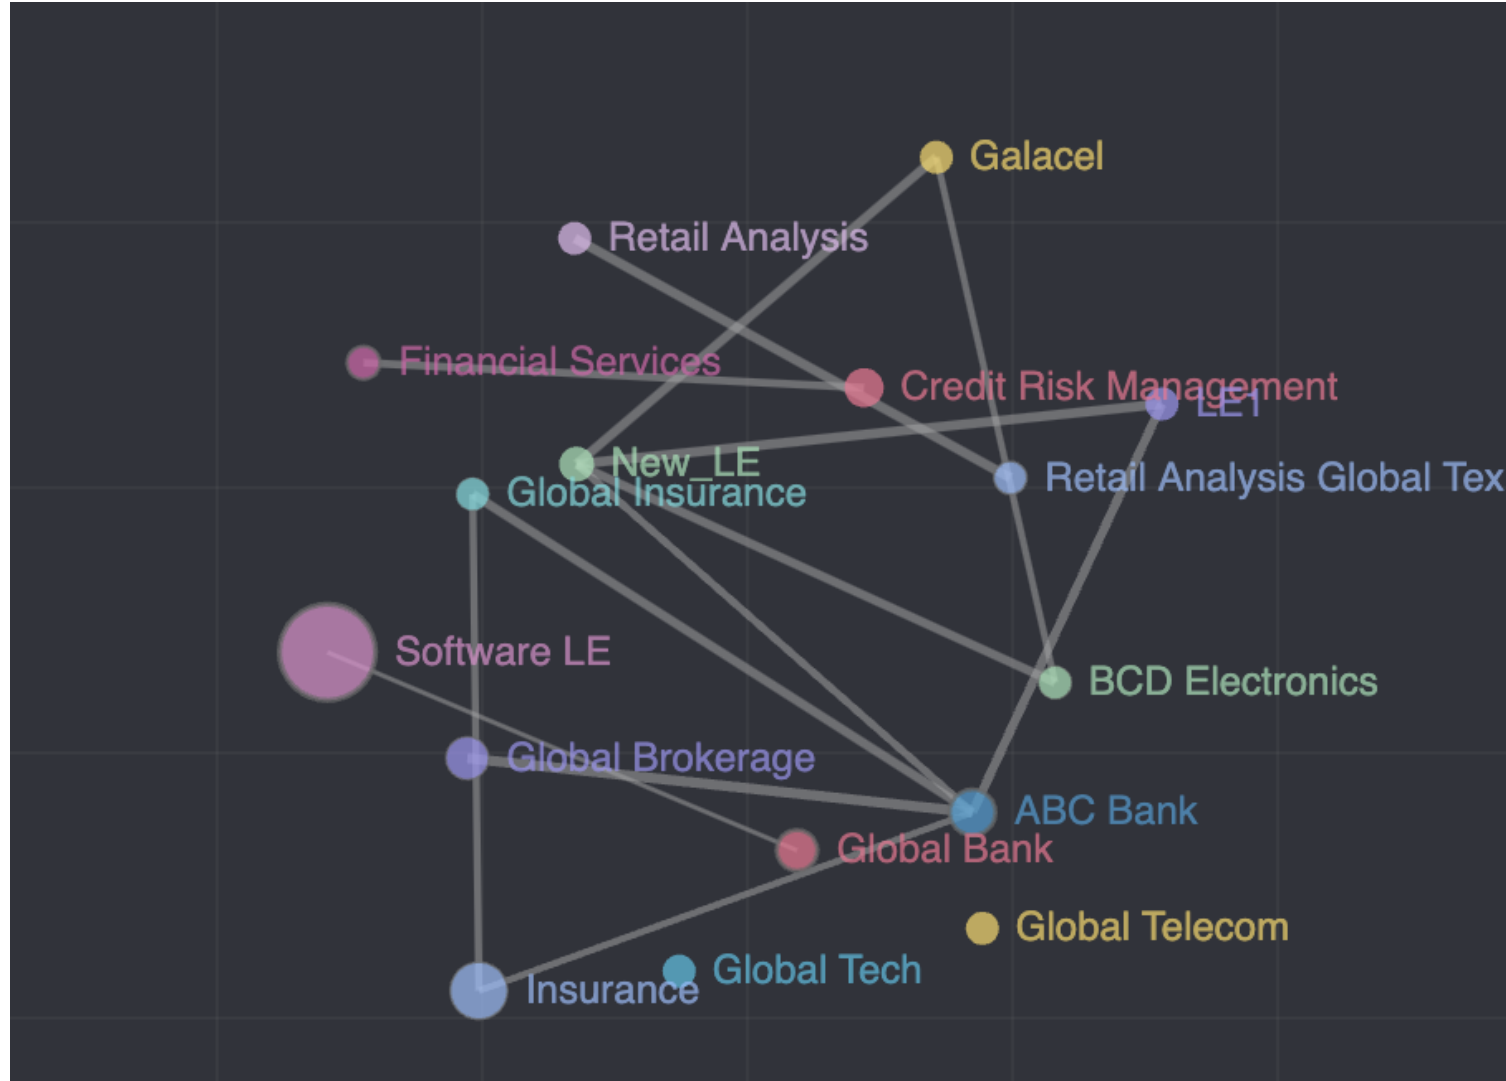 Galacel
Retail Analysis
Financial Services
Credit Risk Management
LE1
New_LE
Retail Analysis Global Tex
Global Insurance
Software LE
BCD Electronics
Global Brokerage
ABC Bank
Global Bank
Global Telecom
Global Tech
Insurance